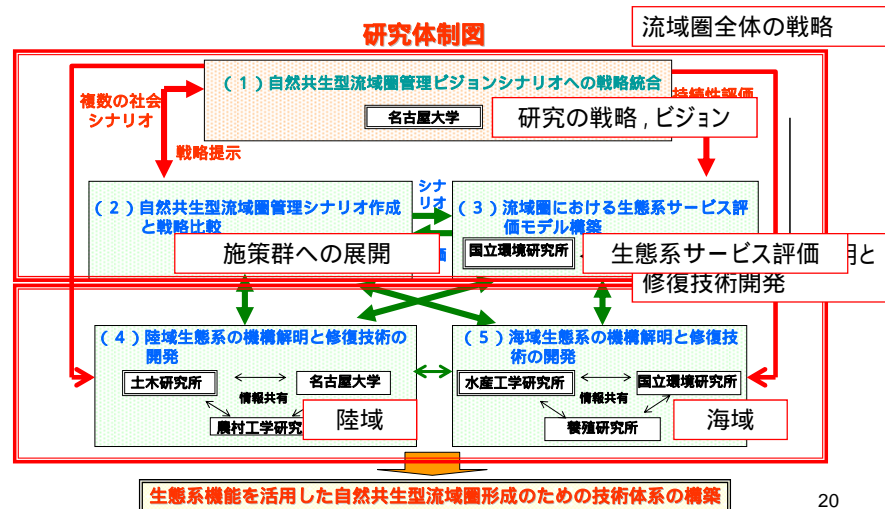 研究体制図
流域圏全体の戦略
(1)自然共生型流域圏管理ビジョンシナリオへの戦略統合
名古屋大学
研究の戦略,ビジョン
持続性評価
複数の社会
シナリオ
戦略提示
(2)自然共生型流域圏管理シナリオ作成
と戦略比較
施策群への展開
シナ
リオ
(3)流域圏における生態系サービス評
価モデル構築
国立環境研究所
生態系サービス評価
明と
修復技術開発
(4)陸域生態系の機構解明と修復技術の
開発
土木研究所
名古屋大学
情報共有
農村工学研究
陸域
(5)海域生態系の機構解明と修復技
術の開発
水産工学研究所
国立環境研究所
情報共有
養殖研究所
海域
生態系機能を活用した自然共生型流域圏形成のための技術体系の構築
20